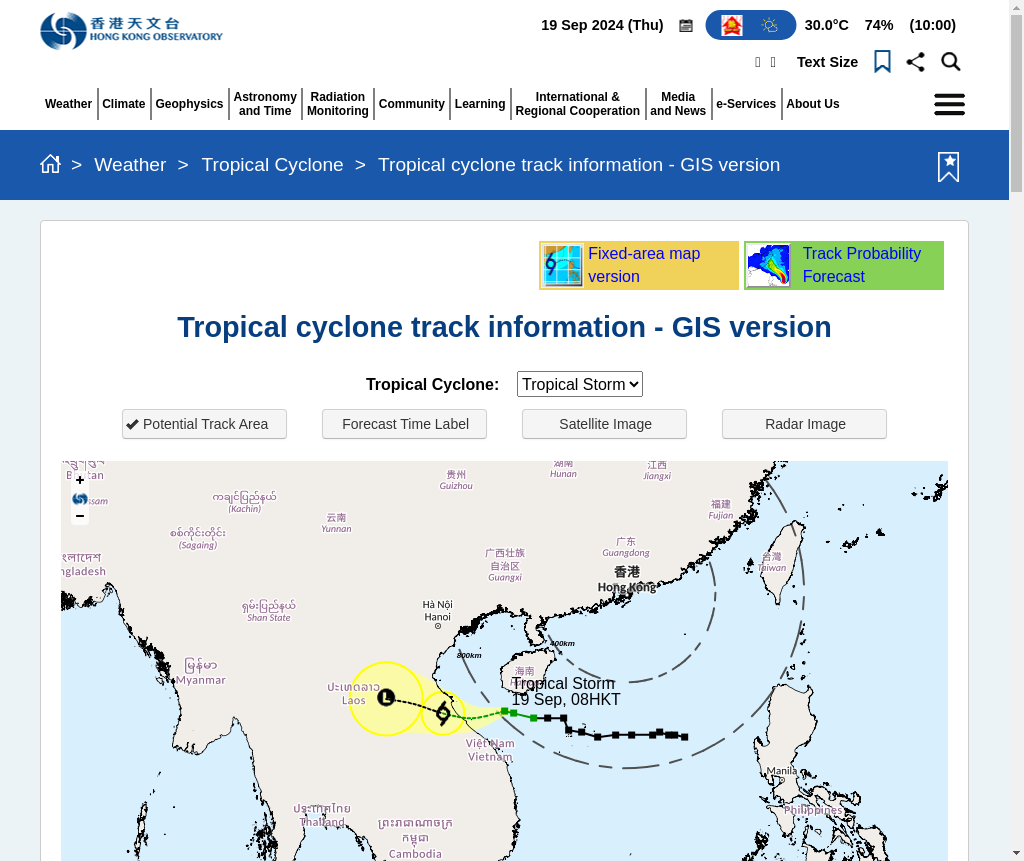 香港天文台
HONG KONG OBSERVATORY
19 Sep 2024 (Thu)
30.0°C 74% (10:00)
Text Size
Weather
Climate
Geophysics
Astronomy
and Time
Radiation
Monitoring
Community
Learning
International &
Regional Cooperation
Media
and News
e-Services
About Us
> Weather > Tropical Cyclone > Tropical cyclone track information - GIS version
Fixed-area map
version
Track Probability
Forecast
Tropical cyclone track information - GIS version
Tropical Cyclone: Tropical Storm
Potential Track Area
Forecast Time Label
Satellite Image
Radar Image
+
−
ကချင်ပြည်နယ်
(Kachin)
စစ်ကိုင်းတိုင်း
(Sagaing)
云南
Yunnan
贵州
Guizhou
湖南
Hunan
江西
Jiangxi
福建
Fujian
广西壮族
自治区
Guangxi
广东
Guangdong
香港
Hong Kong
台灣
Taiwan
ရှမ်းပြည်နယ်
Shan State
Hà Nội
Hanoi
မြန်မာ
Myanmar
400km
800km
海南
ປະເທດລາວ
Laos
L
Tropical Storm
19 Sep, 08HKT
Việt Nam
Vietnam
Manila
Philippines
ประเทศไทย
Thailand
ព្រះរាជាណាចក្រ
កម្ពុជា
Cambodia